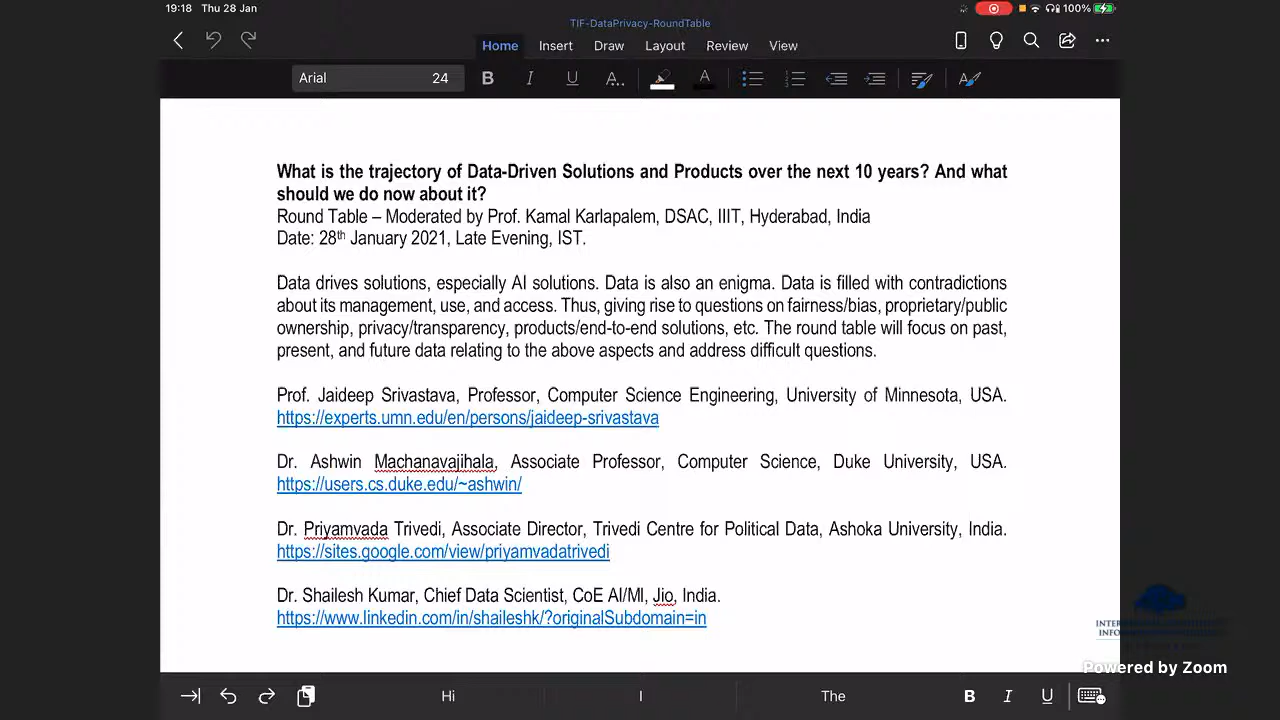 19:18 Thu 28 Jan
100%
TIF-DataPrivacy-RoundTable
Home Insert Draw Layout Review View
Arial 24 B I U A.. A
What is the trajectory of Data-Driven Solutions and Products over the next 10 years? And what
should we do now about it?
Round Table – Moderated by Prof. Kamal Karlapalem, DSAC, IIIT, Hyderabad, India
Date: 28th January 2021, Late Evening, IST.
Data drives solutions, especially AI solutions. Data is also an enigma. Data is filled with contradictions
about its management, use, and access. Thus, giving rise to questions on fairness/bias, proprietary/public
ownership, privacy/transparency, products/end-to-end solutions, etc. The round table will focus on past,
present, and future data relating to the above aspects and address difficult questions.
Prof. Jaideep Srivastava, Professor, Computer Science Engineering, University of Minnesota, USA.
https://experts.umn.edu/en/persons/jaideep-srivastava
Dr. Ashwin Machanavajihala, Associate Professor, Computer Science, Duke University, USA.
https://users.cs.duke.edu/~ashwin/
Dr. Priyamvada Trivedi, Associate Director, Trivedi Centre for Political Data, Ashoka University, India.
https://sites.google.com/view/priyamvadatrivedi
Dr. Shailesh Kumar, Chief Data Scientist, CoE AI/Ml, Jio, India.
https://www.linkedin.com/in/shaileshk/?originalSubdomain=in
Powered by Zoom
Hi I The B I U